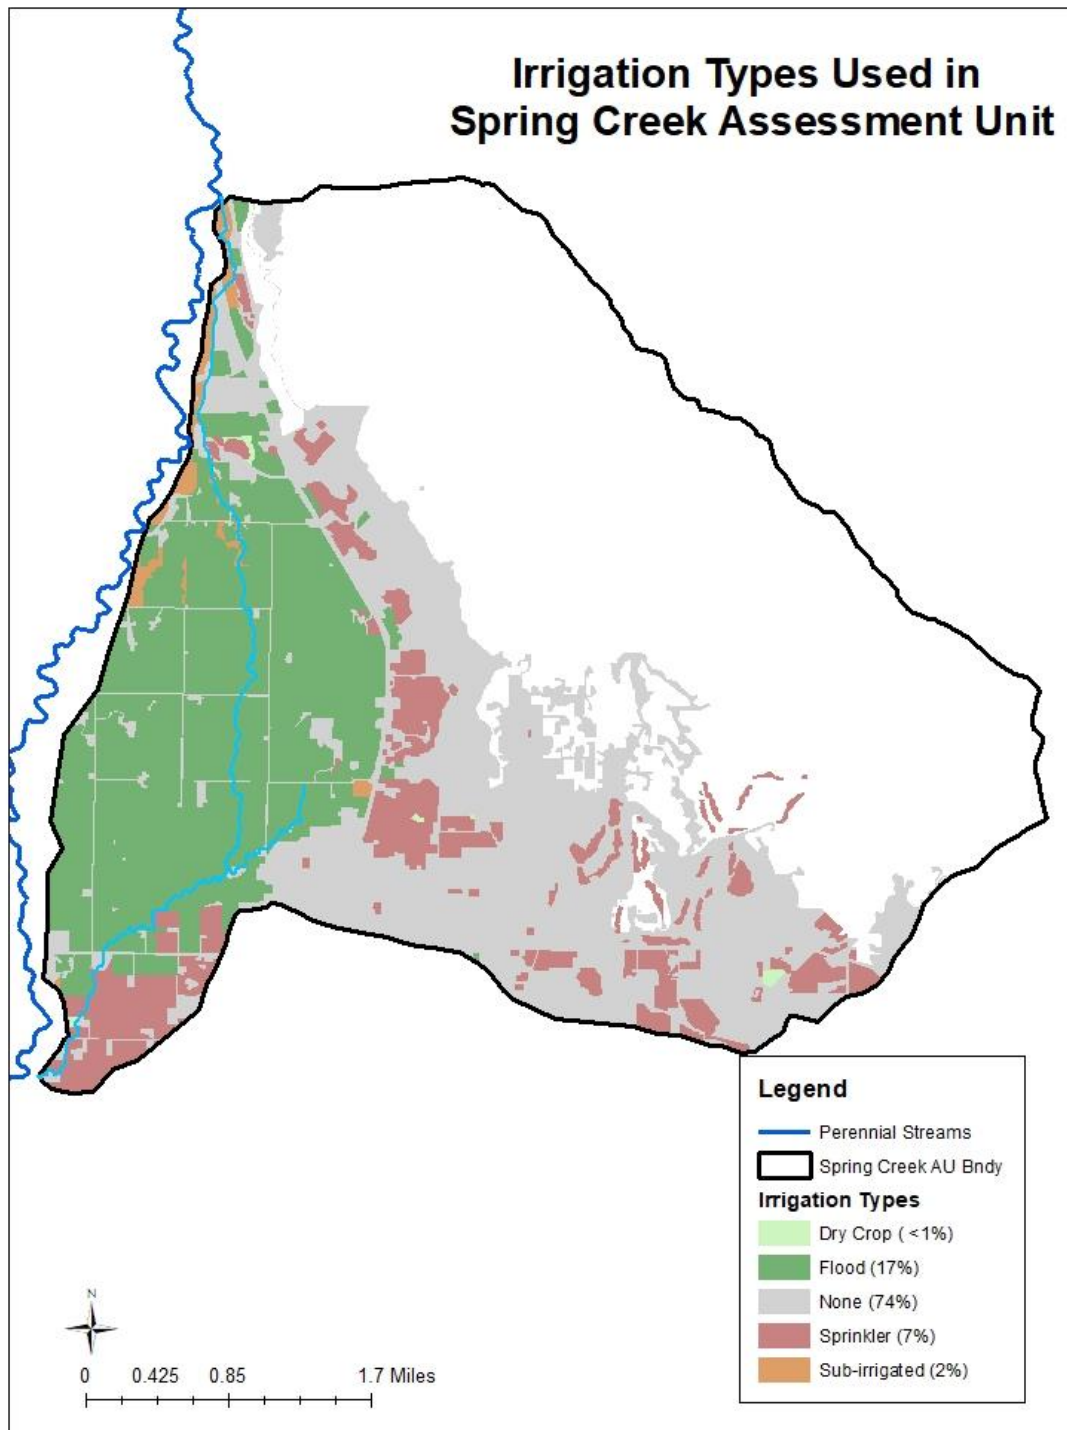 Irrigation Types Used in
Spring Creek Assessment Unit
Legend
Perennial Streams
Spring Creek AU Bndy
Irrigation Types
Dry Crop ( <1%)
Flood (17%)
None (74%)
Sprinkler (7%)
Sub-irrigated (2%)
N
0 0.425 0.85 1.7 Miles